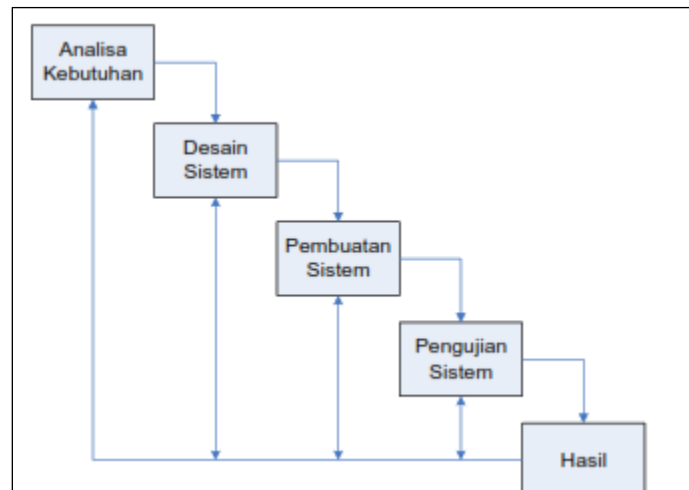 Analisa
Kebutuhan
Desain
Sistem
Pembuatan
Sistem
Pengujian
Sistem
Hasil